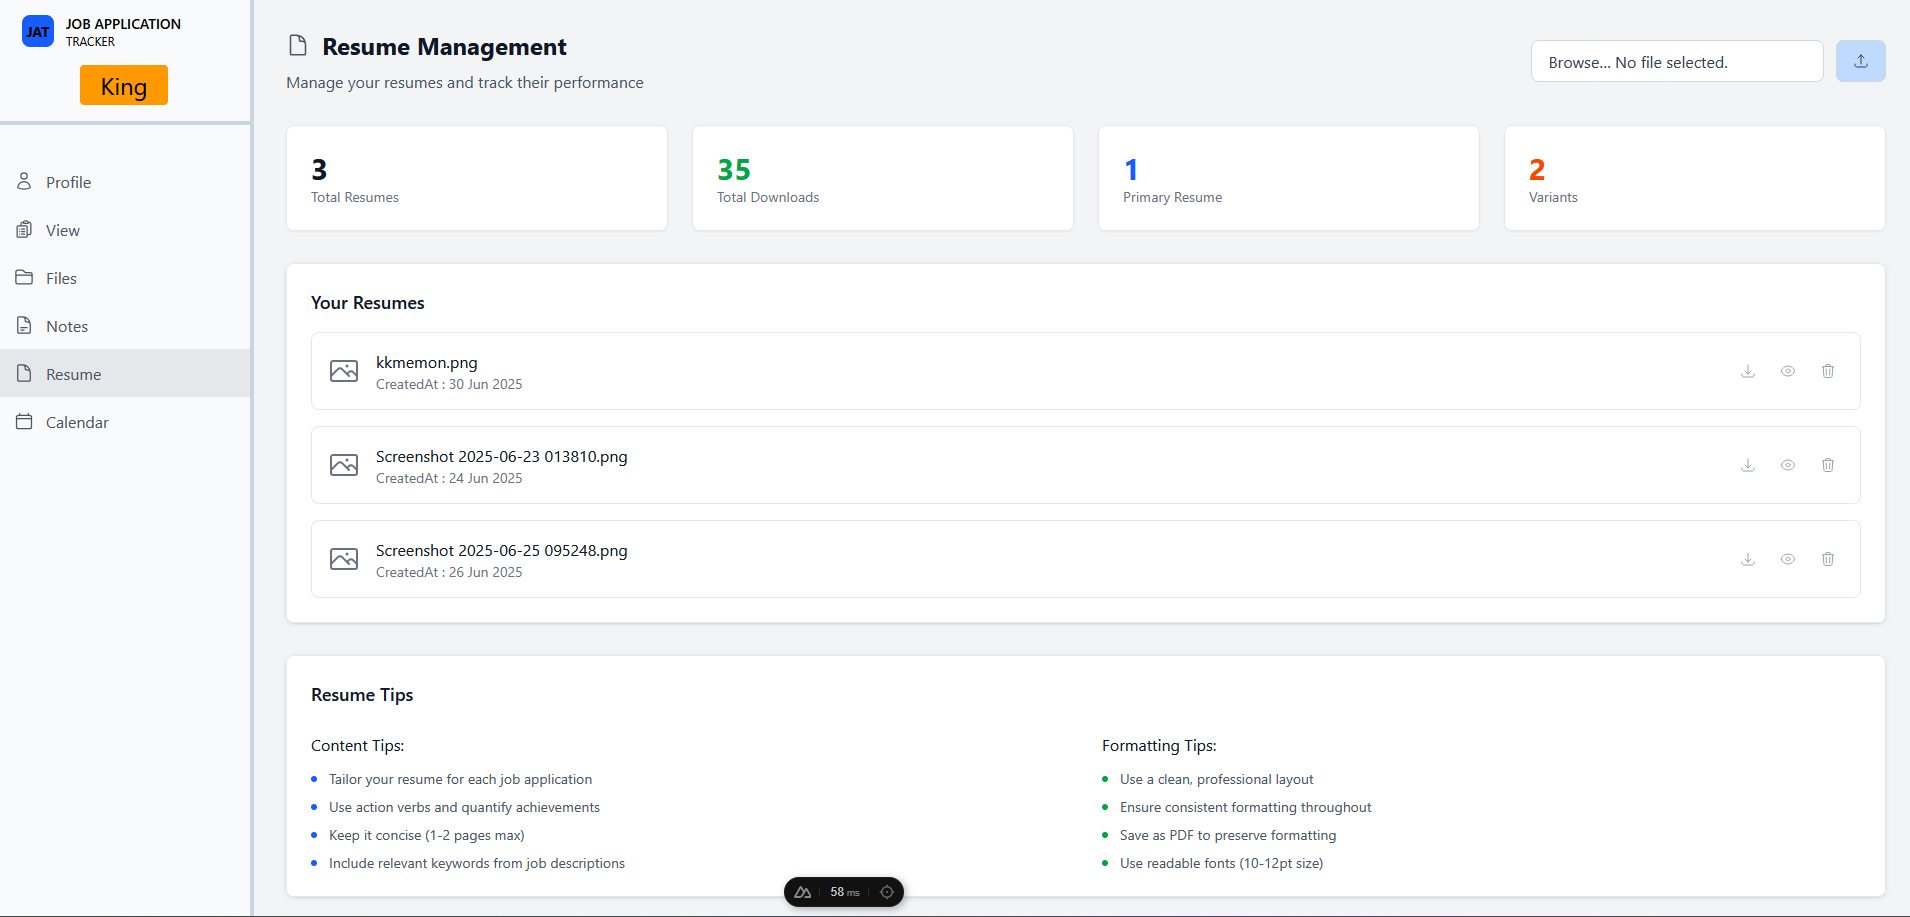 JAT
JOB APPLICATION
TRACKER
King
Profile
View
Files
Notes
Resume
Calendar
Resume Management
Manage your resumes and track their performance
Browse... No file selected.
3
Total Resumes
35
Total Downloads
1
Primary Resume
2
Variants
Your Resumes
kkmemon.png
CreatedAt : 30 Jun 2025
Screenshot 2025-06-23 013810.png
CreatedAt : 24 Jun 2025
Screenshot 2025-06-25 095248.png
CreatedAt : 26 Jun 2025
Resume Tips
Content Tips:
Tailor your resume for each job application
Use action verbs and quantify achievements
Keep it concise (1-2 pages max)
Include relevant keywords from job descriptions
Formatting Tips:
Use a clean, professional layout
Ensure consistent formatting throughout
Save as PDF to preserve formatting
Use readable fonts (10-12pt size)
58 ms